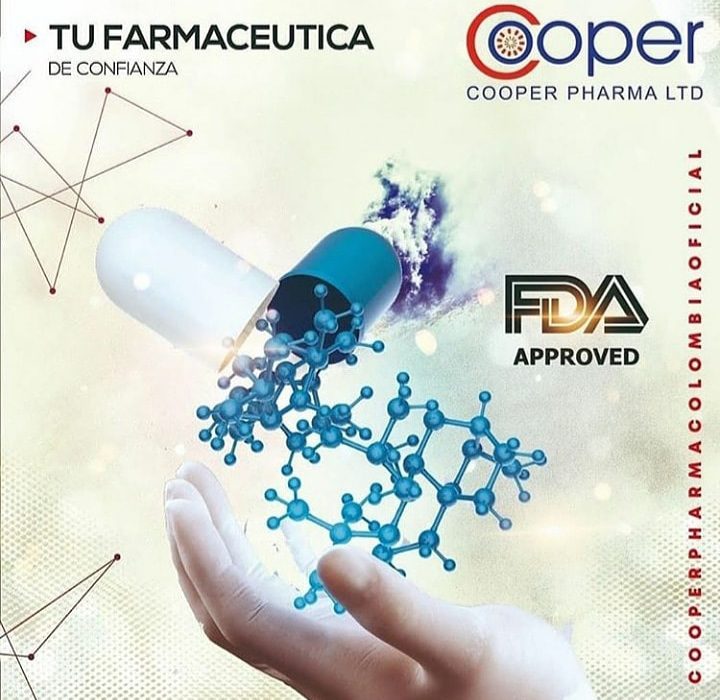 TU FARMACEUTICA
DE CONFIANZA
Cooper
COOPER PHARMA LTD
FDA
APPROVED
COOPERPHARMACOLOMBIAOFICIAL